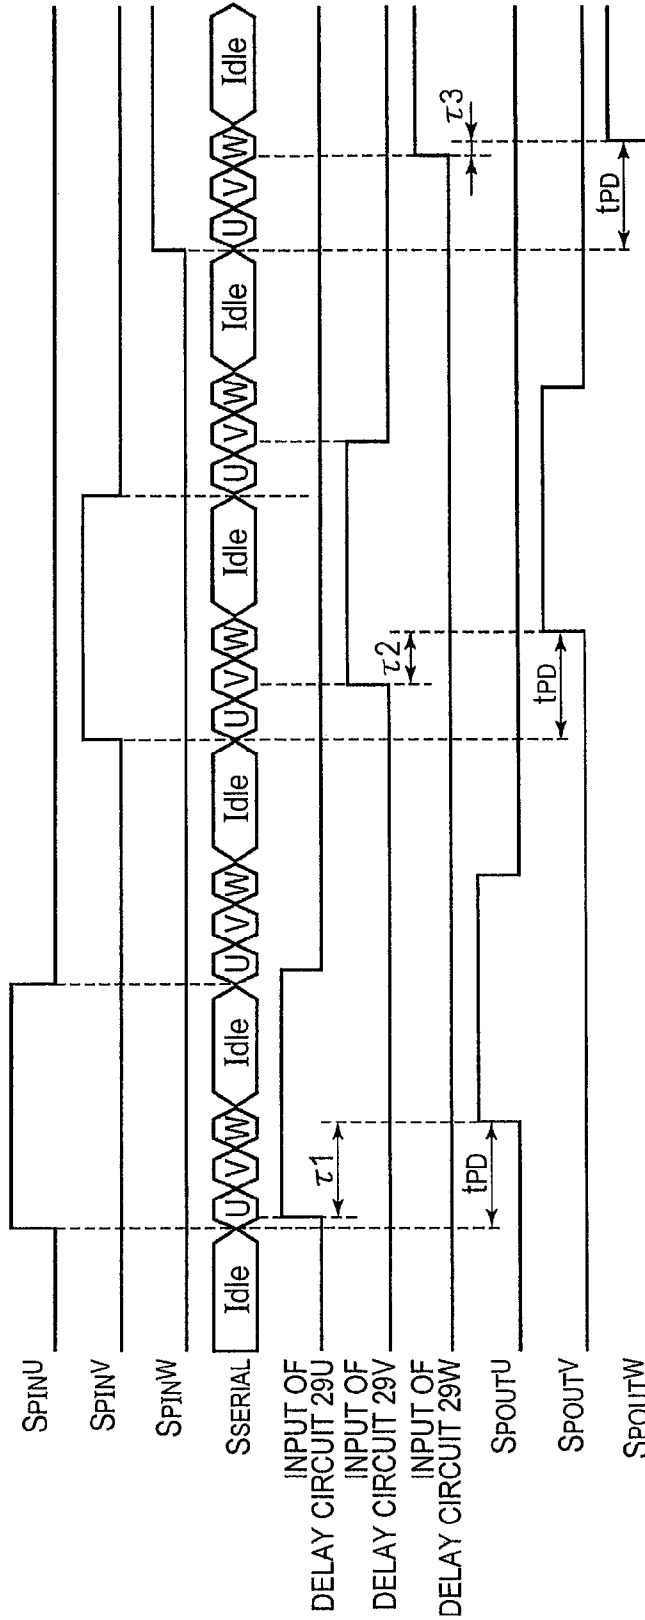 SPINU
SPINV
SPINW
SSERIAL
Idle U V W Idle U V W Idle U V W Idle U V W Idle U V W Idle
INPUT OF
DELAY CIRCUIT 29U
τ1
INPUT OF
DELAY CIRCUIT 29V
τ2
INPUT OF
DELAY CIRCUIT 29W
τ3
SPOUTU
tPD
SPOUTV
tPD
SPOUTW
tPD